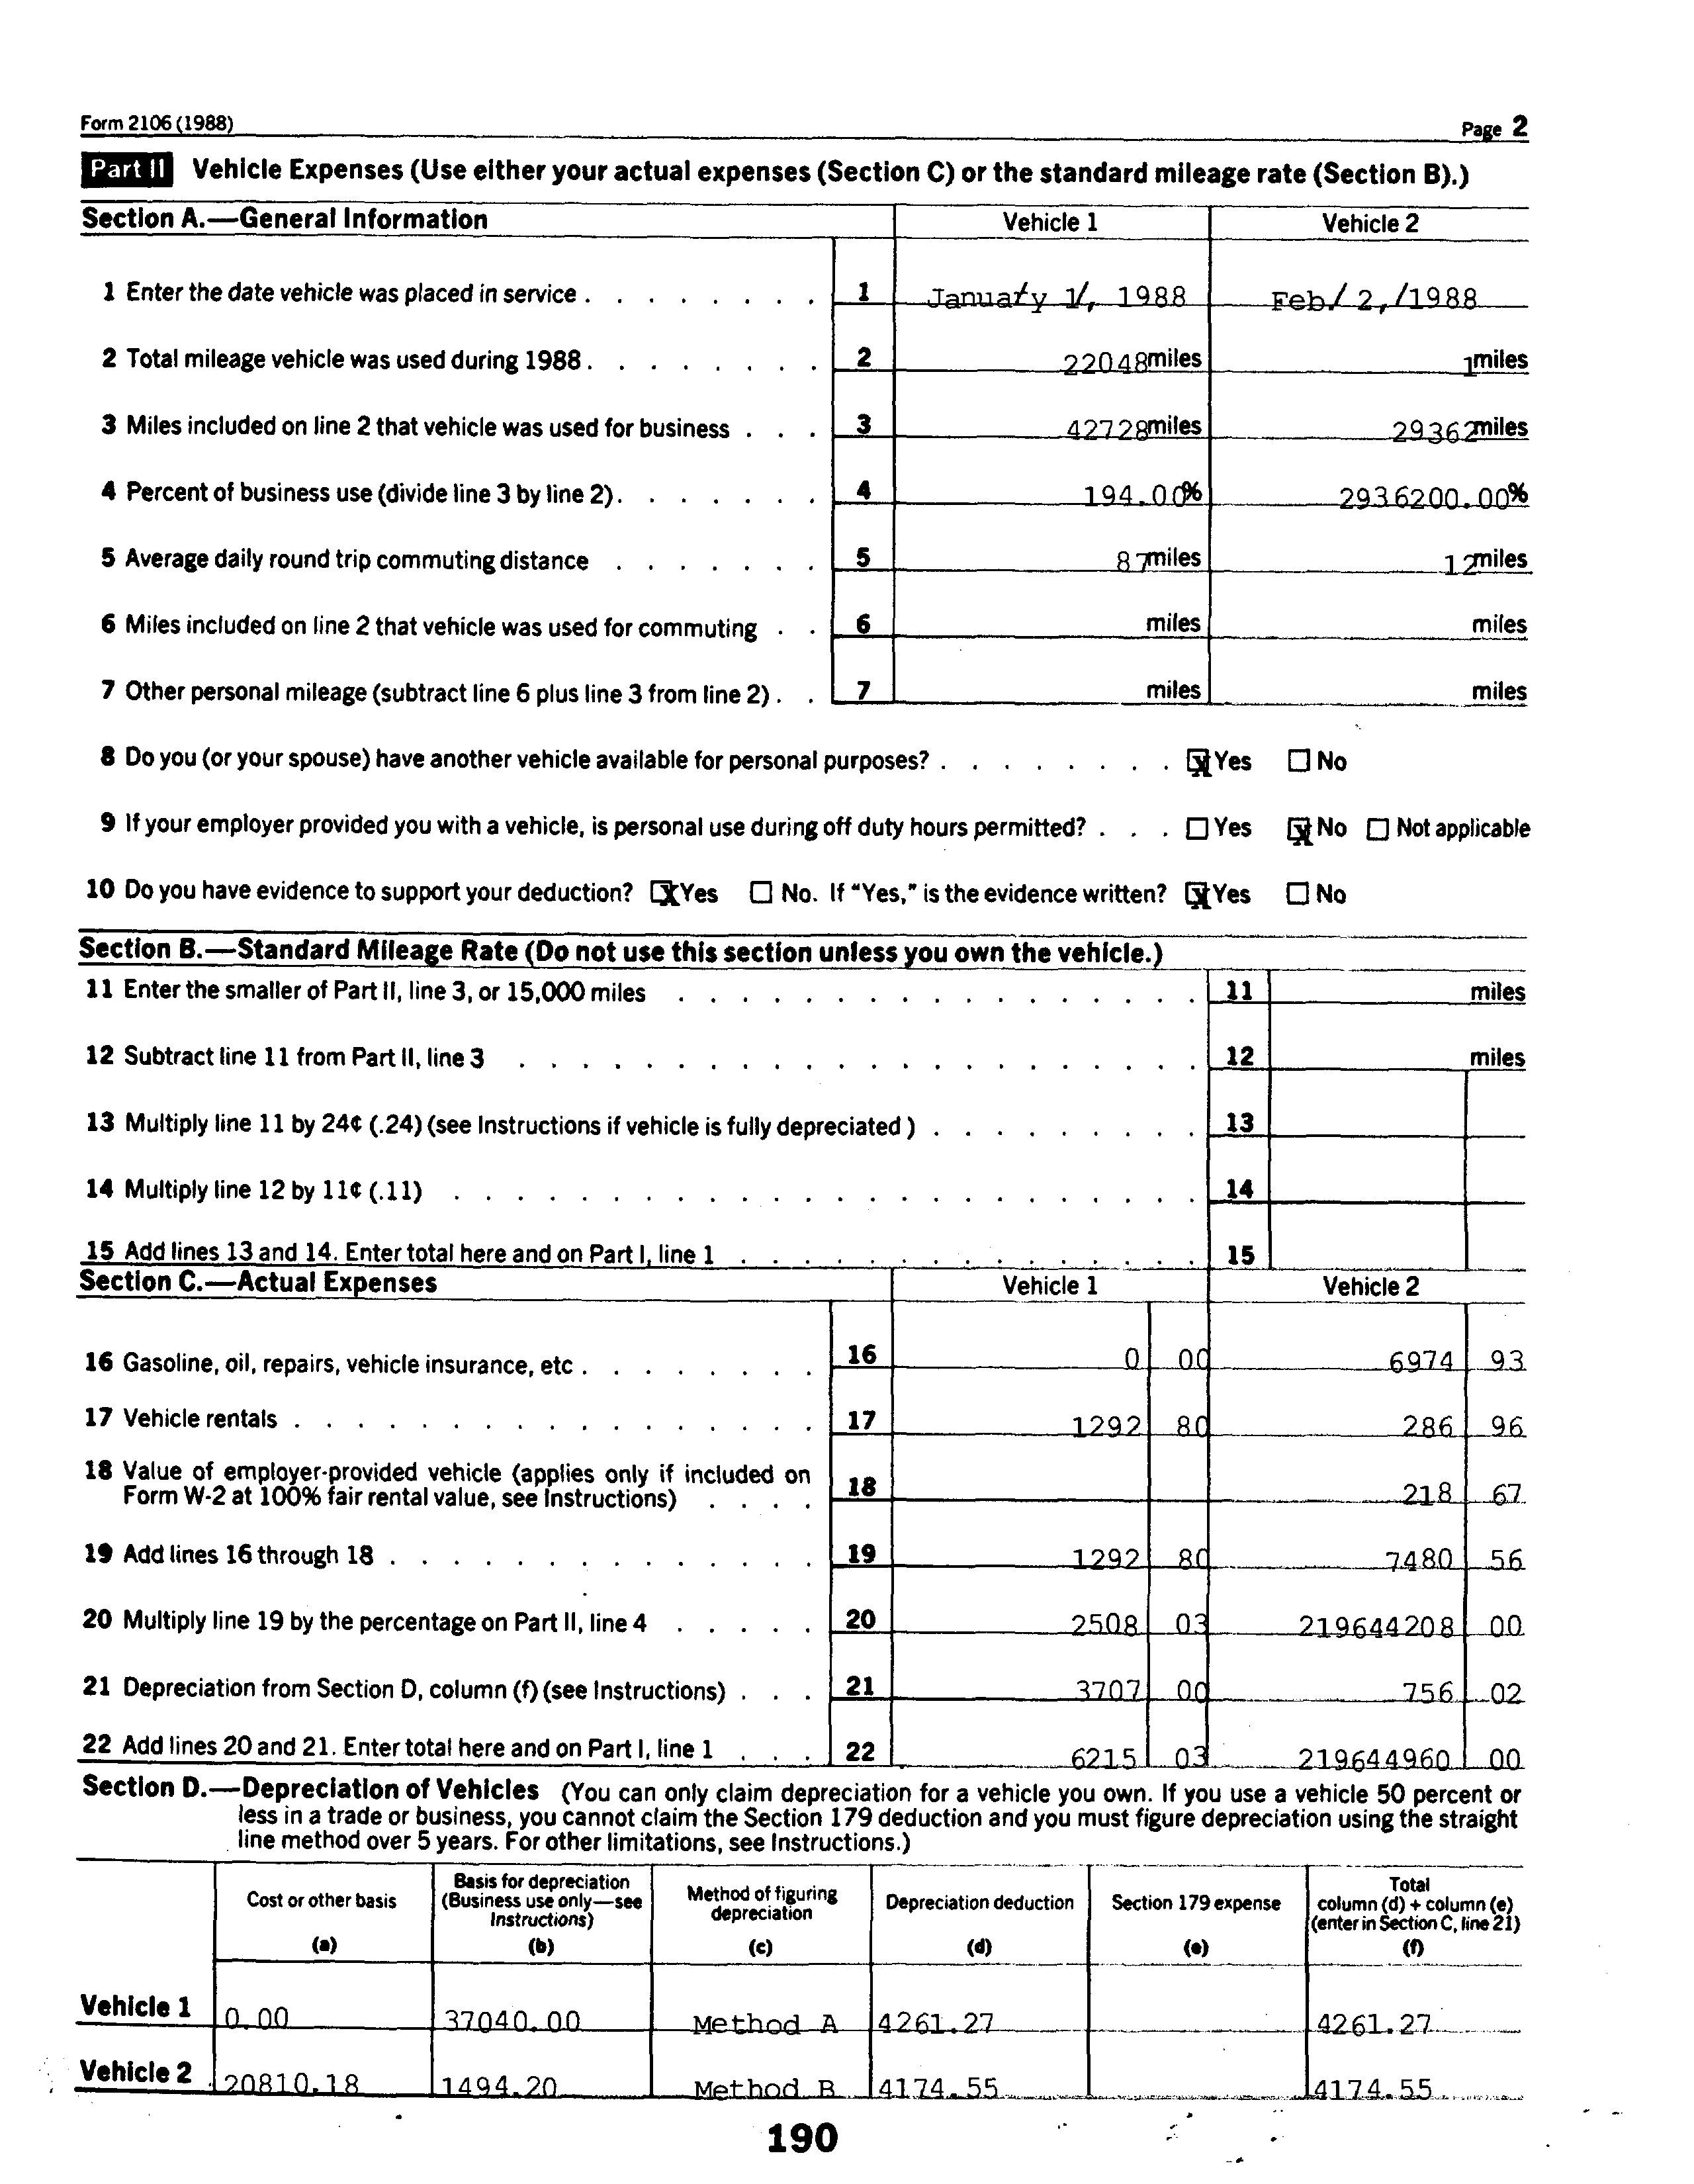 Form 2106 (1988) Page 2
Part II Vehicle Expenses (Use either your actual expenses (Section C) or the standard mileage rate (Section B).)
Section A.—General Information Vehicle 1 Vehicle 2
1 Enter the date vehicle was placed in service . . . . . . . . 1 January 1/, 1988 Feb/ 2,/1988
2 Total mileage vehicle was used during 1988 . . . . . . . . 2 22048 miles 1 miles
3 Miles included on line 2 that vehicle was used for business . . . 3 42728 miles 29362 miles
4 Percent of business use (divide line 3 by line 2) . . . . . . . 4 194.00% 2936200.00%
5 Average daily round trip commuting distance . . . . . . . 5 87 miles 12 miles
6 Miles included on line 2 that vehicle was used for commuting . . 6 miles miles
7 Other personal mileage (subtract line 6 plus line 3 from line 2) . . 7 miles miles
8 Do you (or your spouse) have another vehicle available for personal purposes? . . . . . . . . ☒ Yes ☐ No
9 If your employer provided you with a vehicle, is personal use during off duty hours permitted? . . . ☐ Yes ☒ No ☐ Not applicable
10 Do you have evidence to support your deduction? ☒ Yes ☐ No. If "Yes," is the evidence written? ☒ Yes ☐ No
Section B.—Standard Mileage Rate (Do not use this section unless you own the vehicle.)
11 Enter the smaller of Part II, line 3, or 15,000 miles . . . . . . . . . . . . . . . . . 11 miles
12 Subtract line 11 from Part II, line 3 . . . . . . . . . . . . . . . . . . . . . . 12 miles
13 Multiply line 11 by 24¢ (.24) (see Instructions if vehicle is fully depreciated ) . . . . . . . . . 13
14 Multiply line 12 by 11¢ (.11) . . . . . . . . . . . . . . . . . . . . . . . . 14
15 Add lines 13 and 14. Enter total here and on Part I, line 1 . . . . . . . . . . . . . . . 15
Section C.—Actual Expenses Vehicle 1 Vehicle 2
16 Gasoline, oil, repairs, vehicle insurance, etc . . . . . . . . 16 0 00 6974 93
17 Vehicle rentals . . . . . . . . . . . . . . . . . 17 1292 80 286 96
18 Value of employer-provided vehicle (applies only if included on
Form W-2 at 100% fair rental value, see Instructions) . . . . 18 218 67
19 Add lines 16 through 18 . . . . . . . . . . . . . . 19 1292 80 7480 56
20 Multiply line 19 by the percentage on Part II, line 4 . . . . . 20 2508 03 219644208 00
21 Depreciation from Section D, column (f) (see Instructions) . . . 21 3707 00 756 02
22 Add lines 20 and 21. Enter total here and on Part I, line 1 . . . 22 6215 03 219644960 00
Section D.—Depreciation of Vehicles (You can only claim depreciation for a vehicle you own. If you use a vehicle 50 percent or
less in a trade or business, you cannot claim the Section 179 deduction and you must figure depreciation using the straight
line method over 5 years. For other limitations, see Instructions.)
Cost or other basis (a)
Basis for depreciation (Business use only—see Instructions) (b)
Method of figuring depreciation (c)
Depreciation deduction (d)
Section 179 expense (e)
Total column (d) + column (e) (enter in Section C, line 21) (f)
Vehicle 1 0.00 37040.00 Method A 4261.27 4261.27
Vehicle 2 20810.18 1494.20 Method B 4174.55 4174.55
190